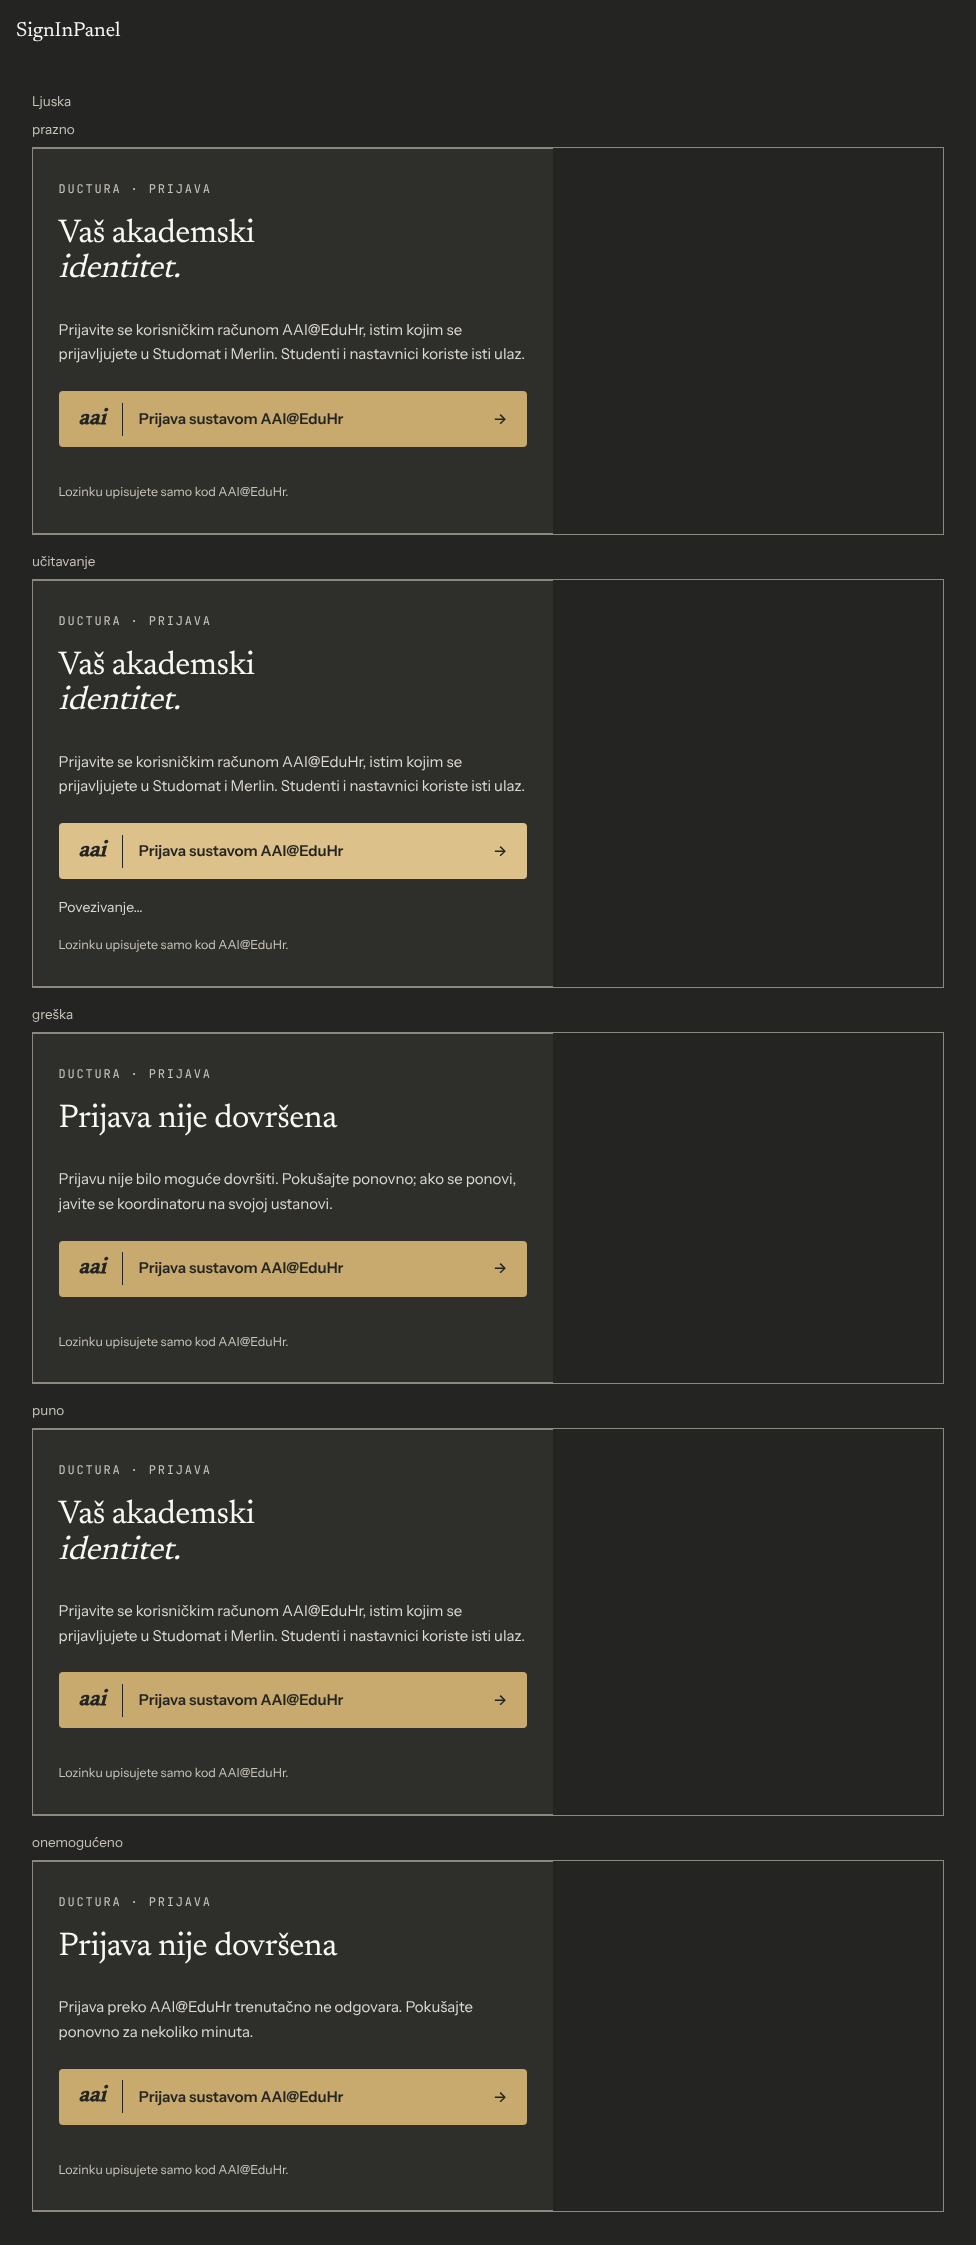 SignInPanel
Ljuska
prazno
DUCTURA · PRIJAVA
Vaš akademski
identitet.
Prijavite se korisničkim računom AAI@EduHr, istim kojim se
prijavljujete u Studomat i Merlin. Studenti i nastavnici koriste isti ulaz.
aai Prijava sustavom AAI@EduHr →
Lozinku upisujete samo kod AAI@EduHr.
učitavanje
DUCTURA · PRIJAVA
Vaš akademski
identitet.
Prijavite se korisničkim računom AAI@EduHr, istim kojim se
prijavljujete u Studomat i Merlin. Studenti i nastavnici koriste isti ulaz.
aai Prijava sustavom AAI@EduHr →
Povezivanje…
Lozinku upisujete samo kod AAI@EduHr.
greška
DUCTURA · PRIJAVA
Prijava nije dovršena
Prijavu nije bilo moguće dovršiti. Pokušajte ponovno; ako se ponovi,
javite se koordinatoru na svojoj ustanovi.
aai Prijava sustavom AAI@EduHr →
Lozinku upisujete samo kod AAI@EduHr.
puno
DUCTURA · PRIJAVA
Vaš akademski
identitet.
Prijavite se korisničkim računom AAI@EduHr, istim kojim se
prijavljujete u Studomat i Merlin. Studenti i nastavnici koriste isti ulaz.
aai Prijava sustavom AAI@EduHr →
Lozinku upisujete samo kod AAI@EduHr.
onemogućeno
DUCTURA · PRIJAVA
Prijava nije dovršena
Prijava preko AAI@EduHr trenutačno ne odgovara. Pokušajte
ponovno za nekoliko minuta.
aai Prijava sustavom AAI@EduHr →
Lozinku upisujete samo kod AAI@EduHr.